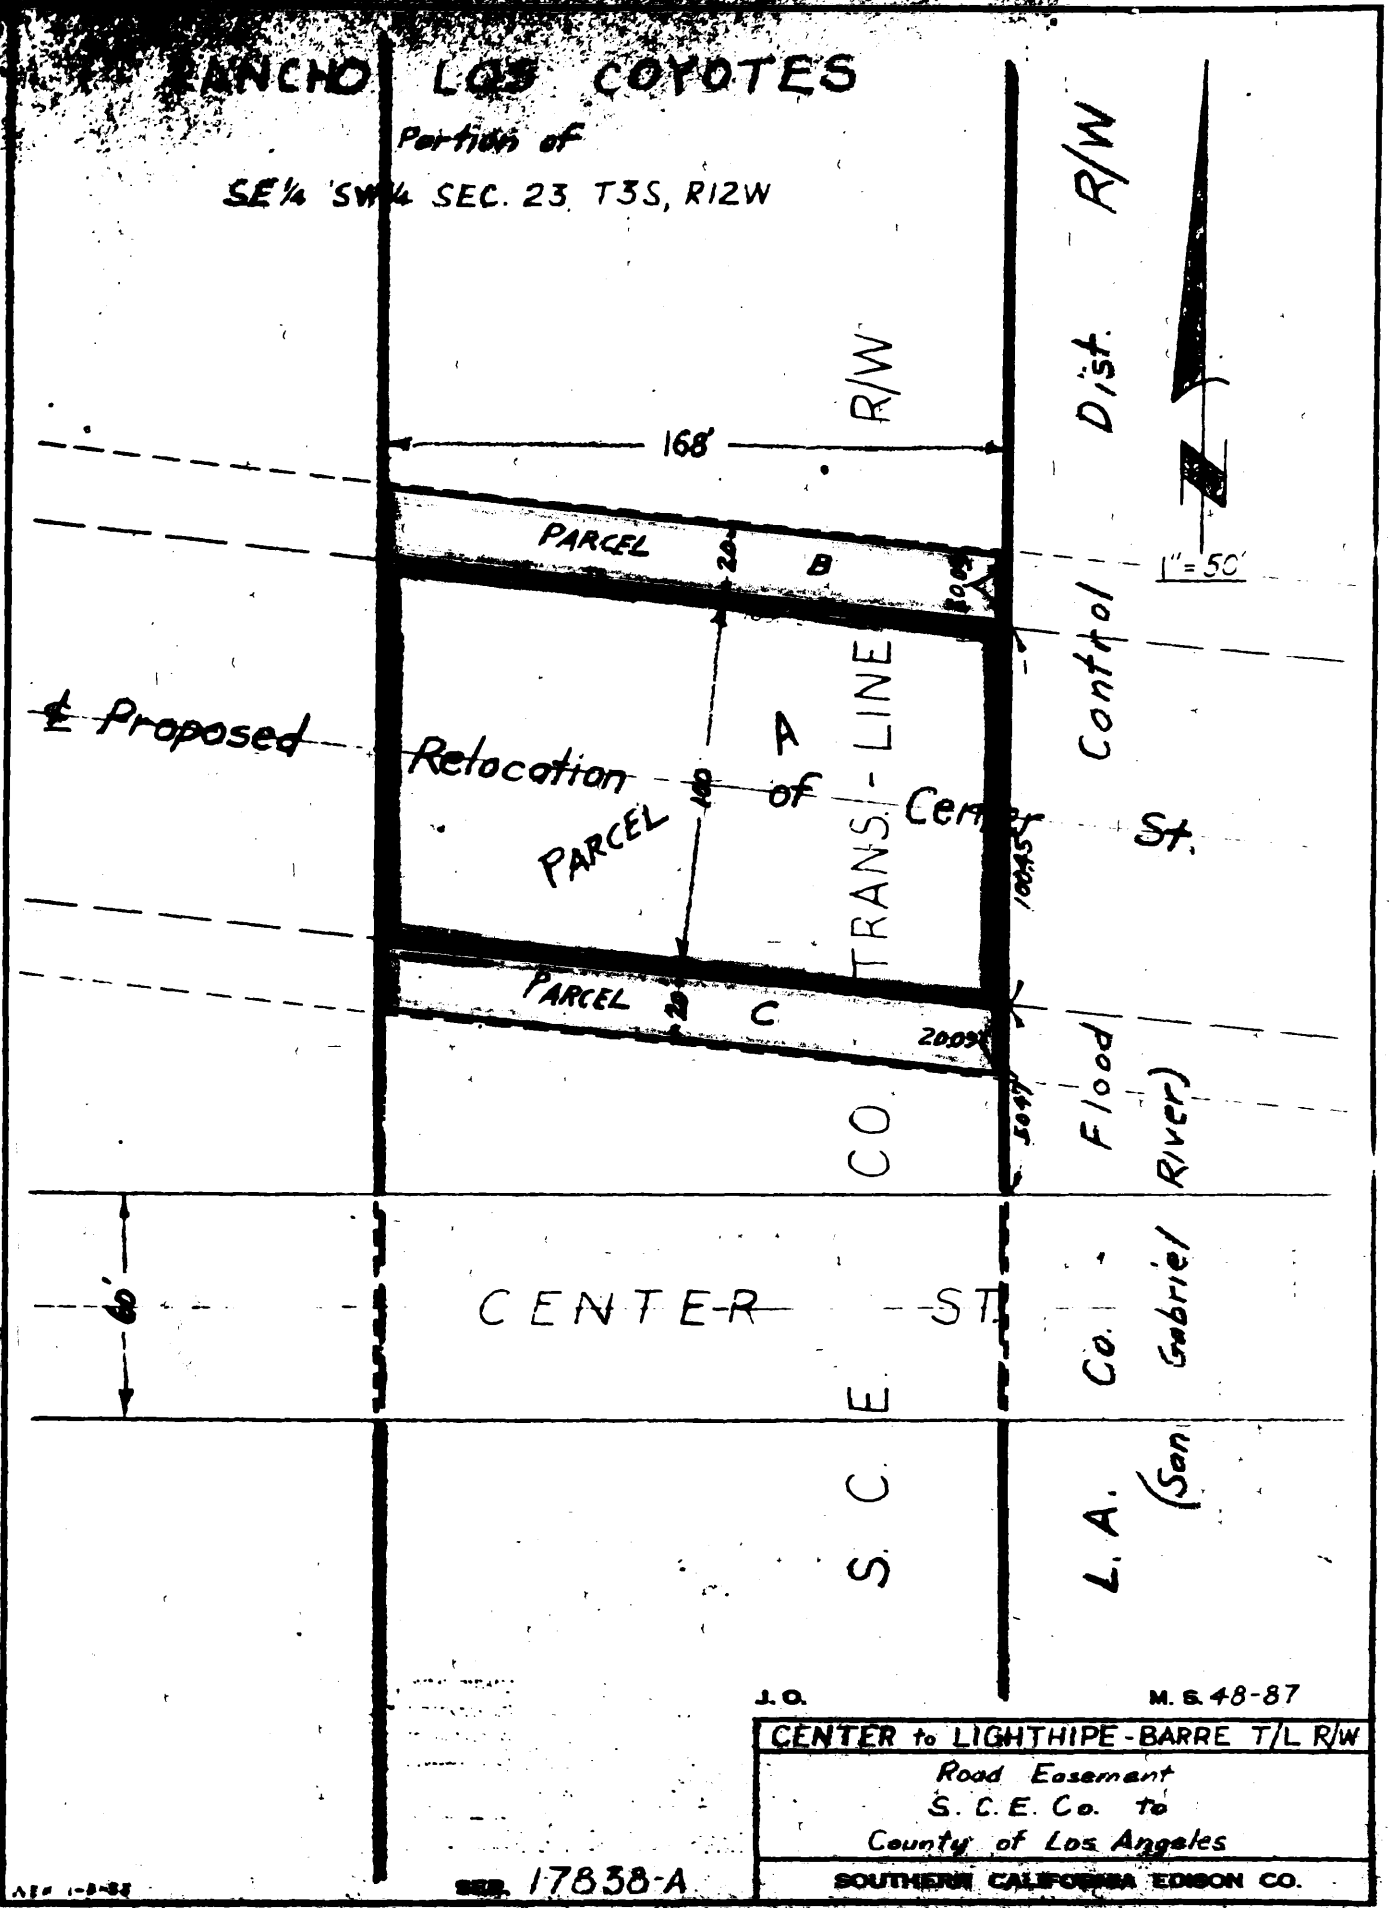 RANCHO LOS COYOTES
Portion of
SE¼ SW¼ SEC. 23 T3S, R12W
168'
1"=50'
PARCEL B
20
20.09
℄ Proposed Relocation of Center St.
PARCEL A
100
100.45
PARCEL C
20
20.09
50.47
60'
CENTER ST.
S. C. E. CO. TRANS.-LINE R/W
L. A. Co. Flood Control Dist. R/W
(San Gabriel River)
J. O.
M. S. 48-87
CENTER to LIGHTHIPE-BARRE T/L R/W
Road Easement
S. C. E. Co. to
County of Los Angeles
SOUTHERN CALIFORNIA EDISON CO.
SER. 17838-A